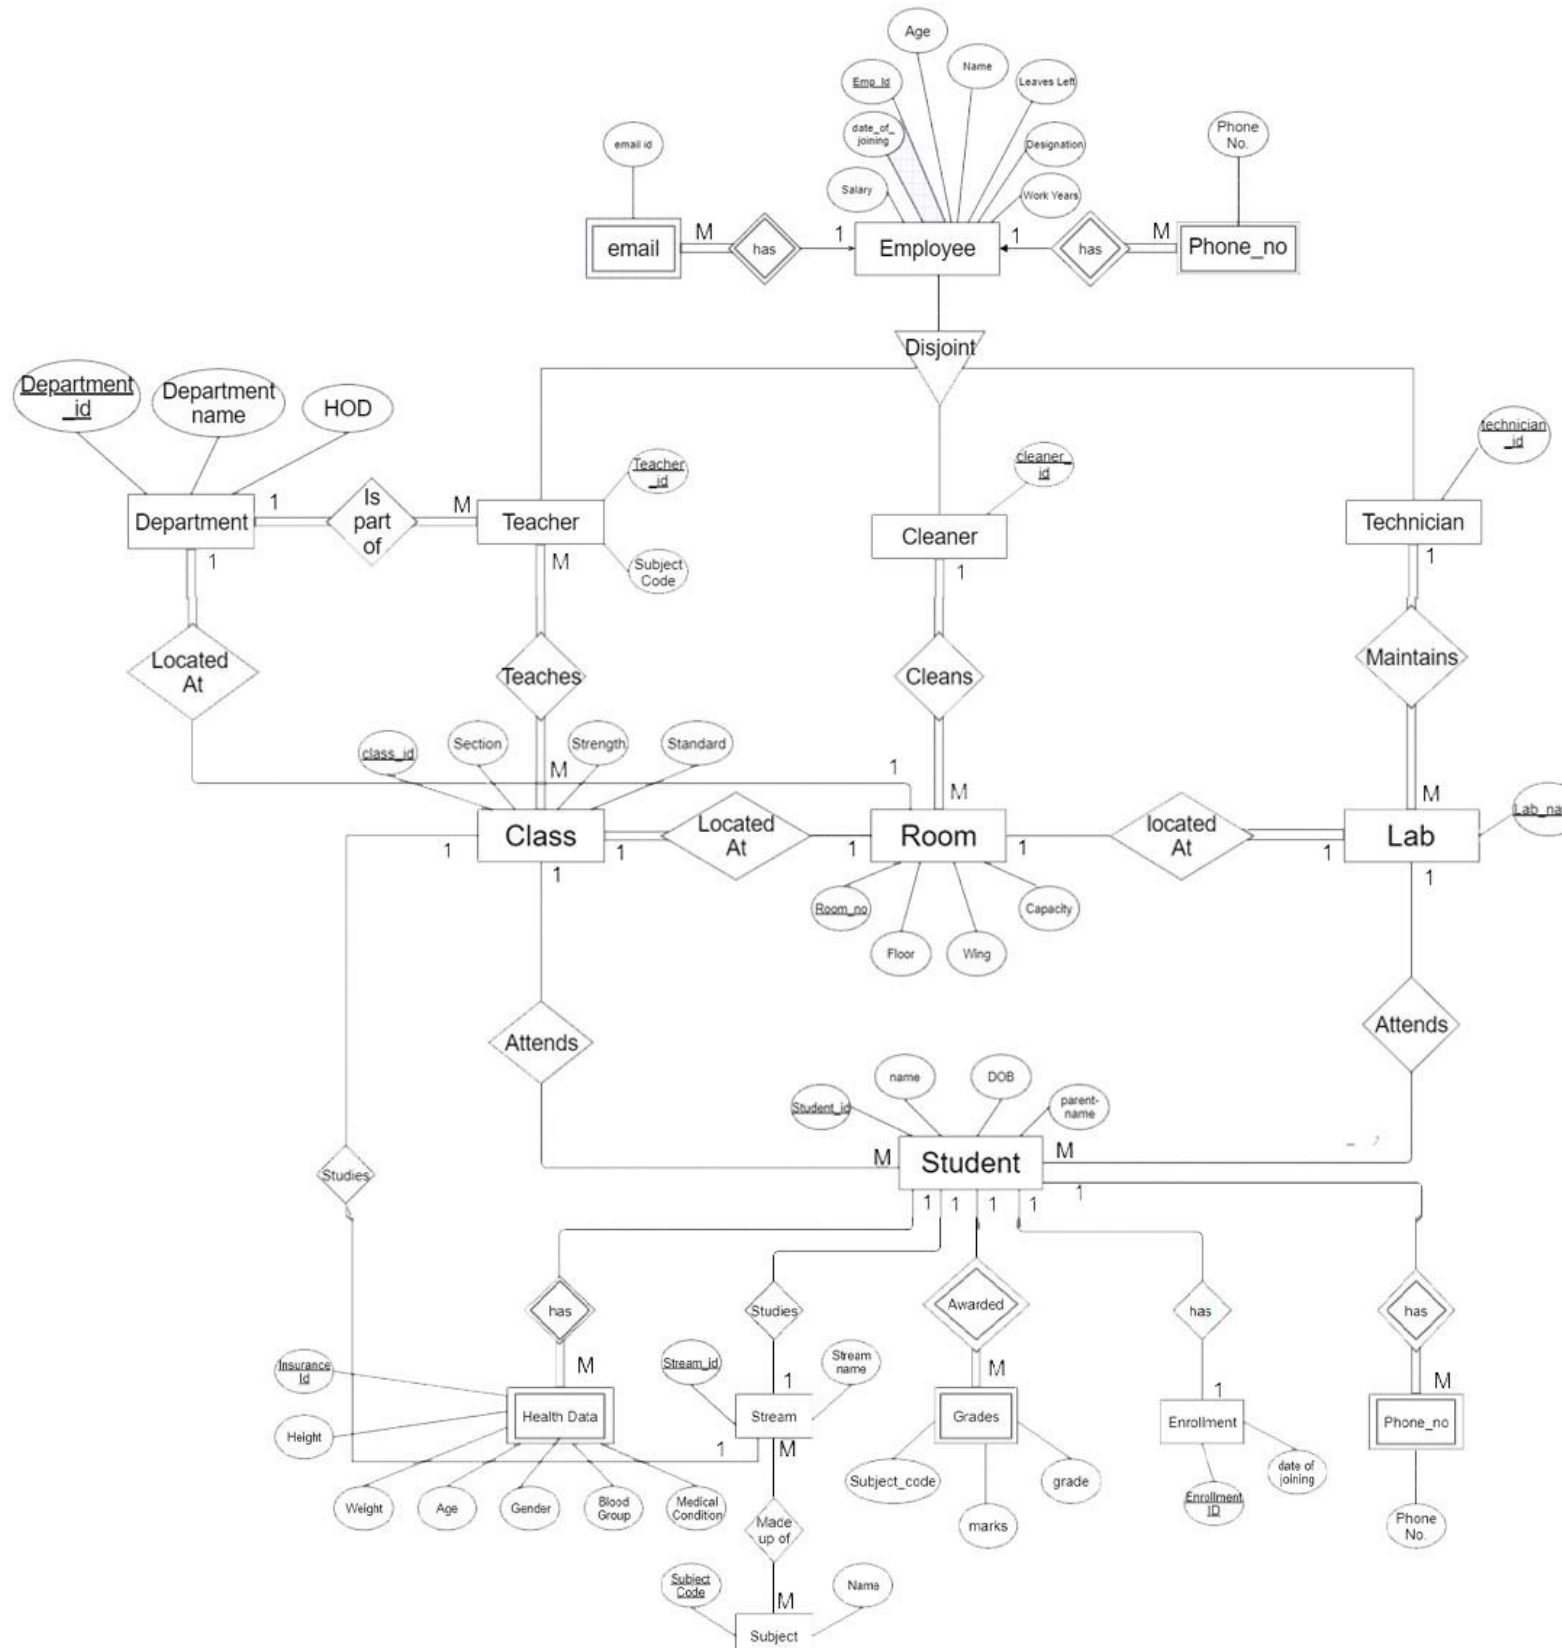 Age
Name
Emp_Id
Leaves Left
date_of_
joining
Phone
No.
email id
Designation
Salary
Work Years
email
M
has
1
Employee
1
has
M
Phone_no
Disjoint
Department
_id
Department
name
HOD
technician
_id
Teacher
_id
cleaner_
id
Department
1
Is
part
of
M
Teacher
Cleaner
Technician
1
M
Subject
Code
1
1
Located
At
Teaches
Cleans
Maintains
class_id
Section
Strength
Standard
M
1
M
M
Class
Located
At
Room
located
At
Lab
Lab_na
1
1
1
1
1
1
1
Room_no
Capacity
Floor
Wing
Attends
Attends
name
DOB
Student_id
parent-
name
M
Student
M
Studies
1
1
1
1
1
has
Studies
Awarded
has
has
Insurance
Id
M
Stream_id
Stream
name
M
M
1
1
Health Data
Stream
Grades
Enrollment
Phone_no
Height
1
M
Subject_code
grade
date of
joining
Weight
Age
Gender
Blood
Group
Medical
Condition
Enrollment
ID
marks
Phone
No.
Made
up of
Subject
Code
Name
M
Subject